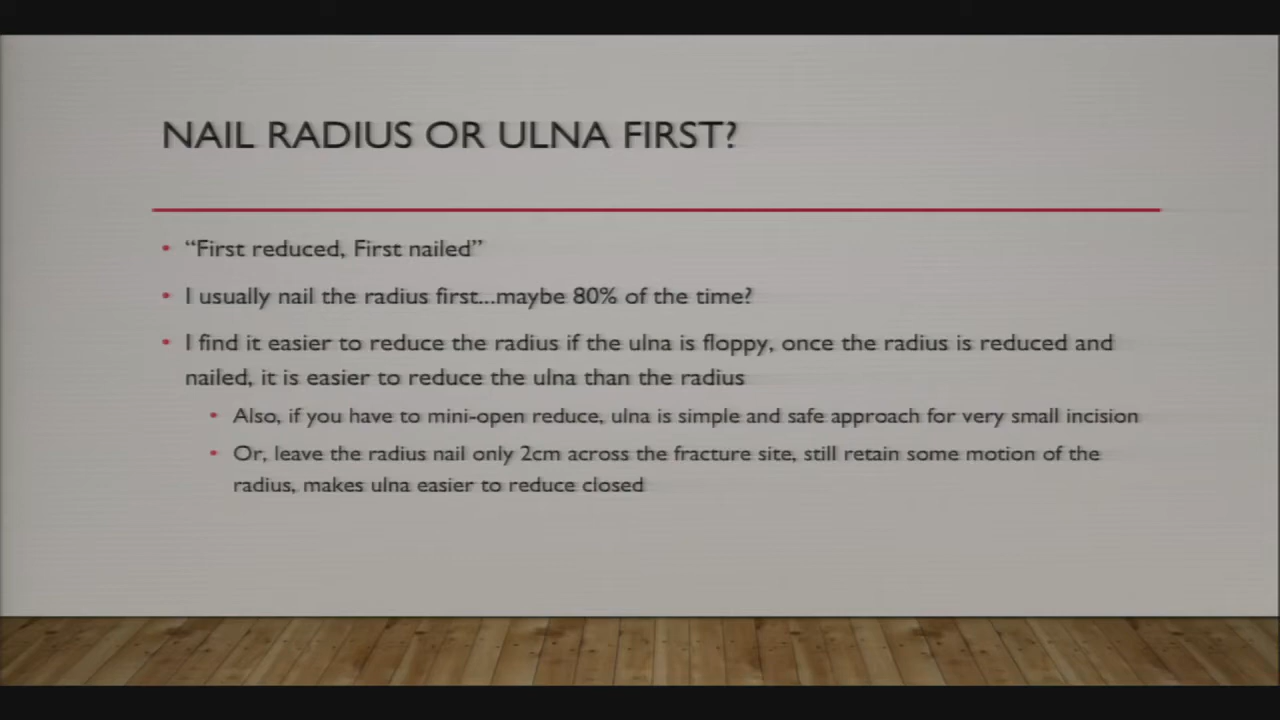 NAIL RADIUS OR ULNA FIRST?
• “First reduced, First nailed”
• I usually nail the radius first...maybe 80% of the time?
• I find it easier to reduce the radius if the ulna is floppy, once the radius is reduced and
nailed, it is easier to reduce the ulna than the radius
• Also, if you have to mini-open reduce, ulna is simple and safe approach for very small incision
• Or, leave the radius nail only 2cm across the fracture site, still retain some motion of the
radius, makes ulna easier to reduce closed